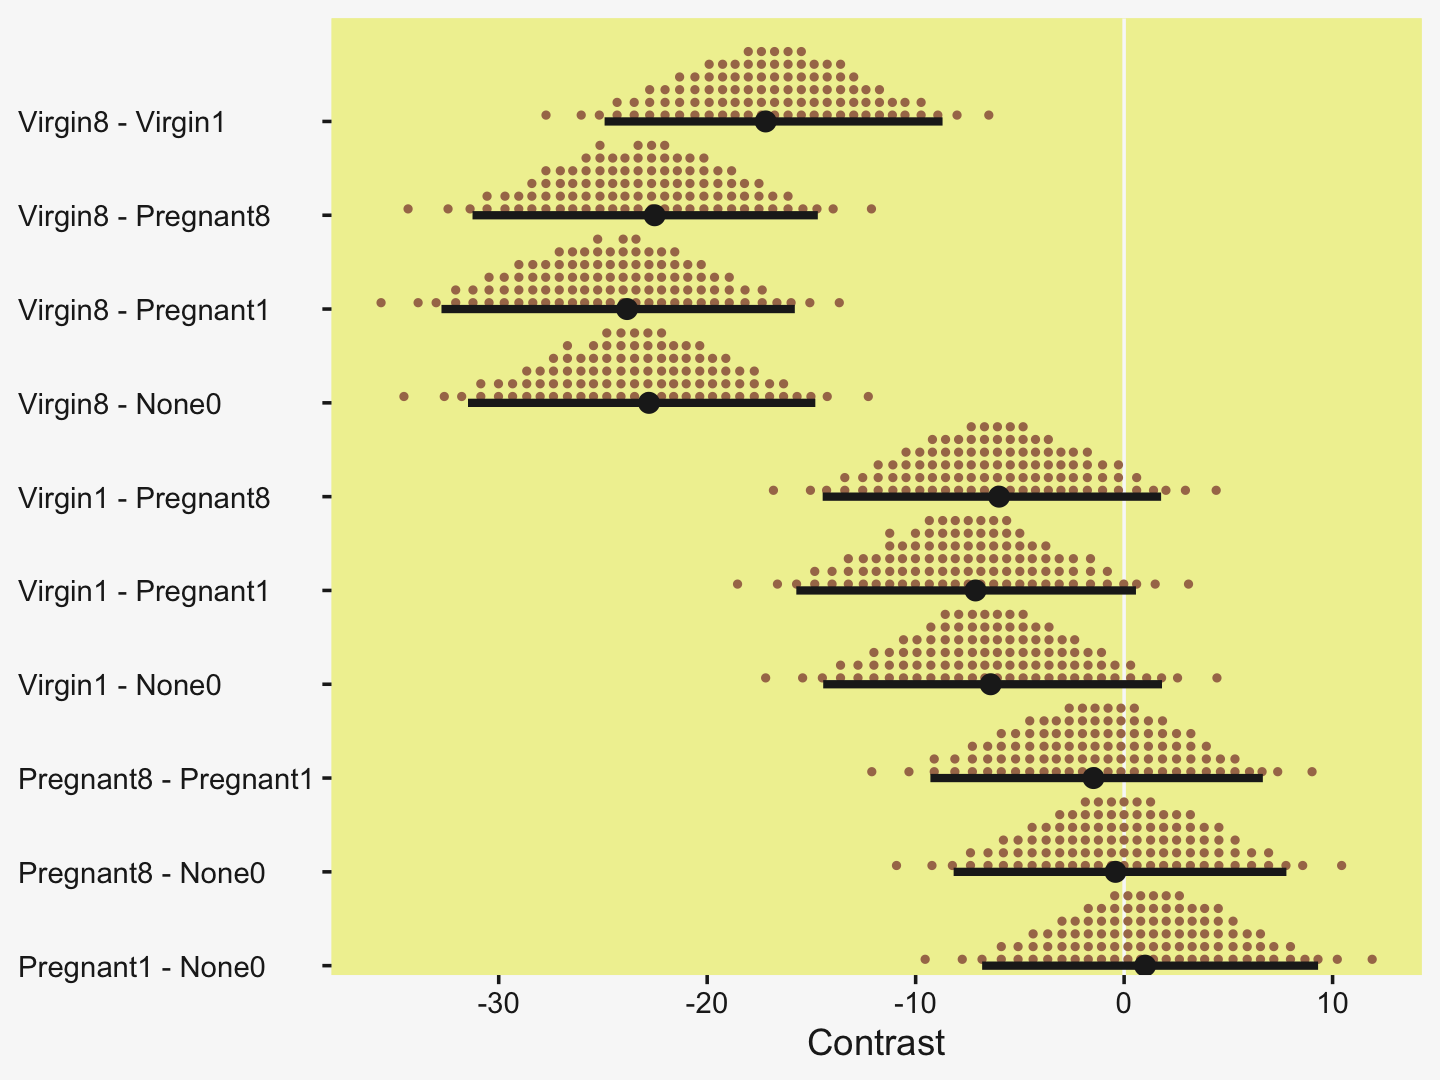 Virgin8 - Virgin1
Virgin8 - Pregnant8
Virgin8 - Pregnant1
Virgin8 - None0
Virgin1 - Pregnant8
Virgin1 - Pregnant1
Virgin1 - None0
Pregnant8 - Pregnant1
Pregnant8 - None0
Pregnant1 - None0
-30 -20 -10 0 10
Contrast